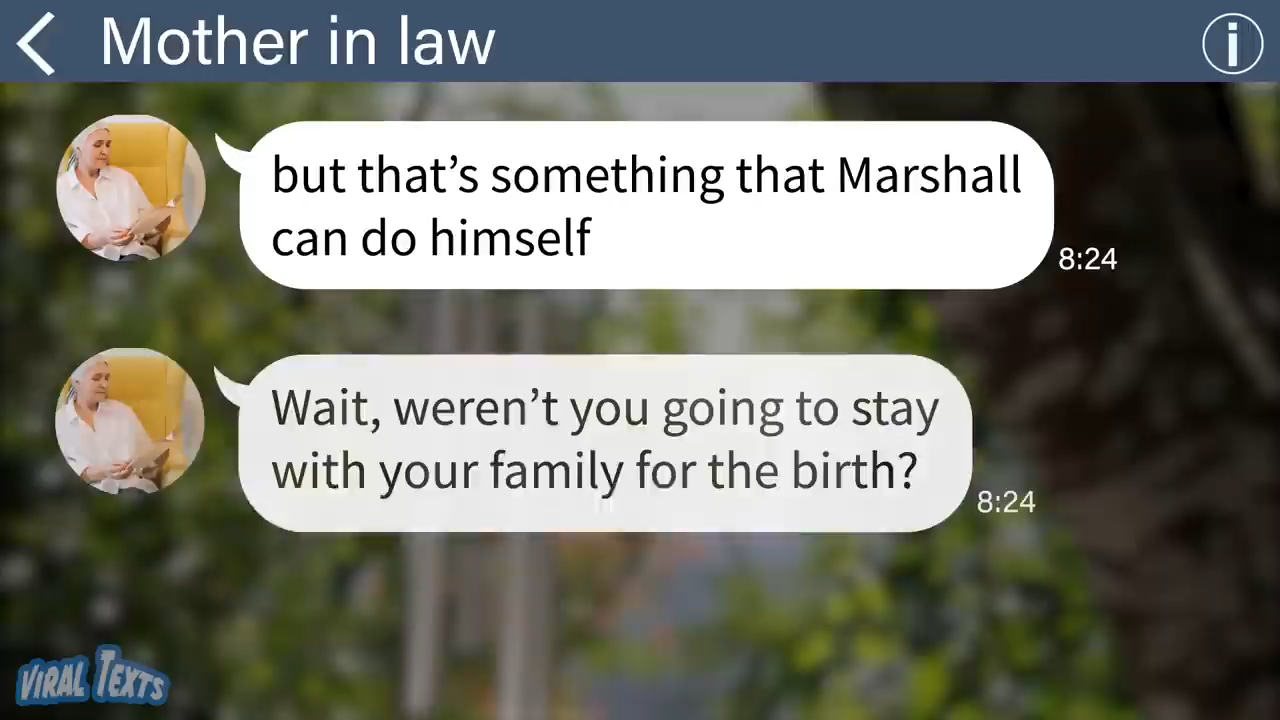 Mother in law
but that’s something that Marshall
can do himself
8:24
Wait, weren’t you going to stay
with your family for the birth?
8:24
VIRAL TEXTS